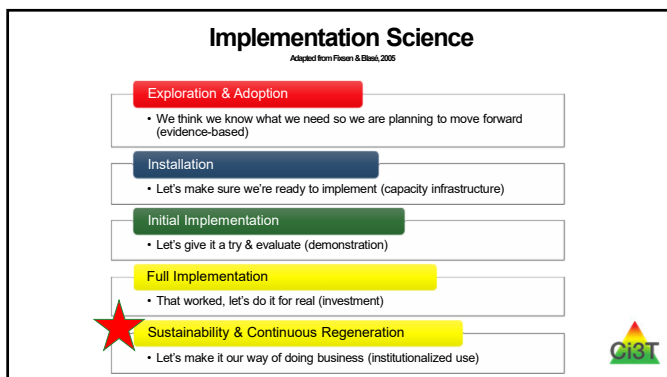 Implementation Science
Adapted from Fixsen & Blasé, 2005
Exploration & Adoption
• We think we know what we need so we are planning to move forward
(evidence-based)
Installation
• Let's make sure we're ready to implement (capacity infrastructure)
Initial Implementation
• Let's give it a try & evaluate (demonstration)
Full Implementation
• That worked, let's do it for real (investment)
Sustainability & Continuous Regeneration
• Let's make it our way of doing business (institutionalized use)
Ci3T